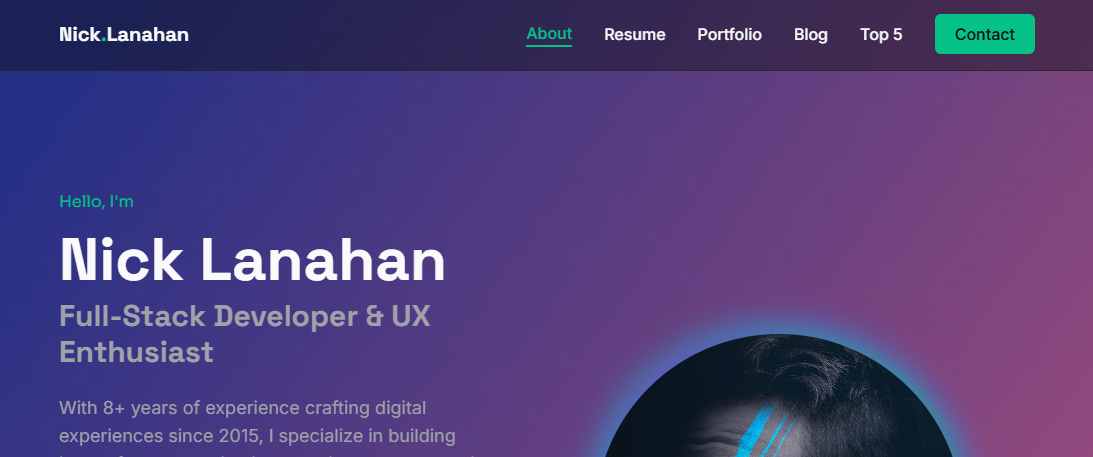 Nick.Lanahan
About
Resume
Portfolio
Blog
Top 5
Contact
Hello, I'm
Nick Lanahan
Full-Stack Developer & UX
Enthusiast
With 8+ years of experience crafting digital
experiences since 2015, I specialize in building